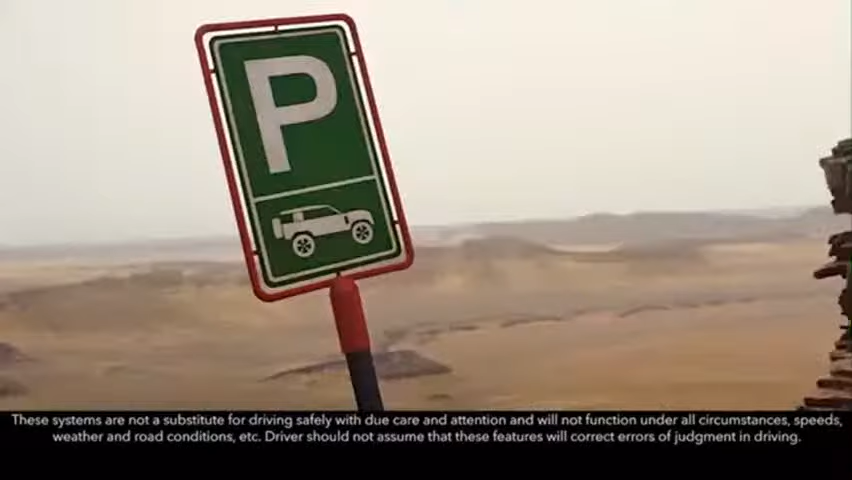 P
These systems are not a substitute for driving safely with due care and attention and will not function under all circumstances, speeds,
weather and road conditions, etc. Driver should not assume that these features will correct errors of judgment in driving.